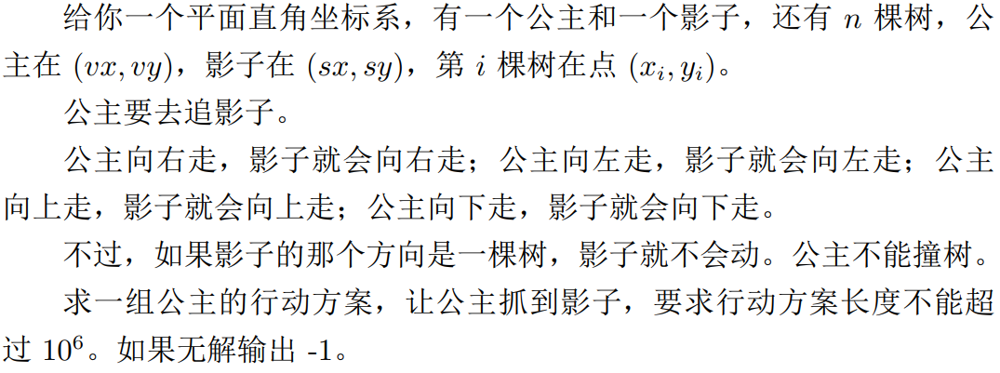 给你一个平面直角坐标系，有一个公主和一个影子，还有 n 棵树，公
主在 (vx, vy)，影子在 (sx, sy)，第 i 棵树在点 (x_i, y_i)。
公主要去追影子。
公主向右走，影子就会向右走；公主向左走，影子就会向左走；公主
向上走，影子就会向上走；公主向下走，影子就会向下走。
不过，如果影子的那个方向是一棵树，影子就不会动。公主不能撞树。
求一组公主的行动方案，让公主抓到影子，要求行动方案长度不能超
过 10^6。如果无解输出 -1。